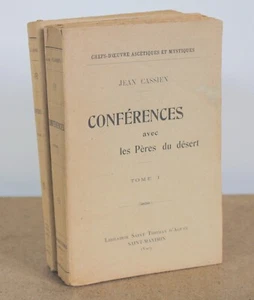 CHEFS-D'ŒUVRE ASCÉTIQUES ET MYSTIQUES
JEAN CASSIEN
CONFÉRENCES
avec
les Pères du désert
TOME I
LIBRAIRIE SAINT THOMAS D'AQUIN
SAINT-MAXIMIN